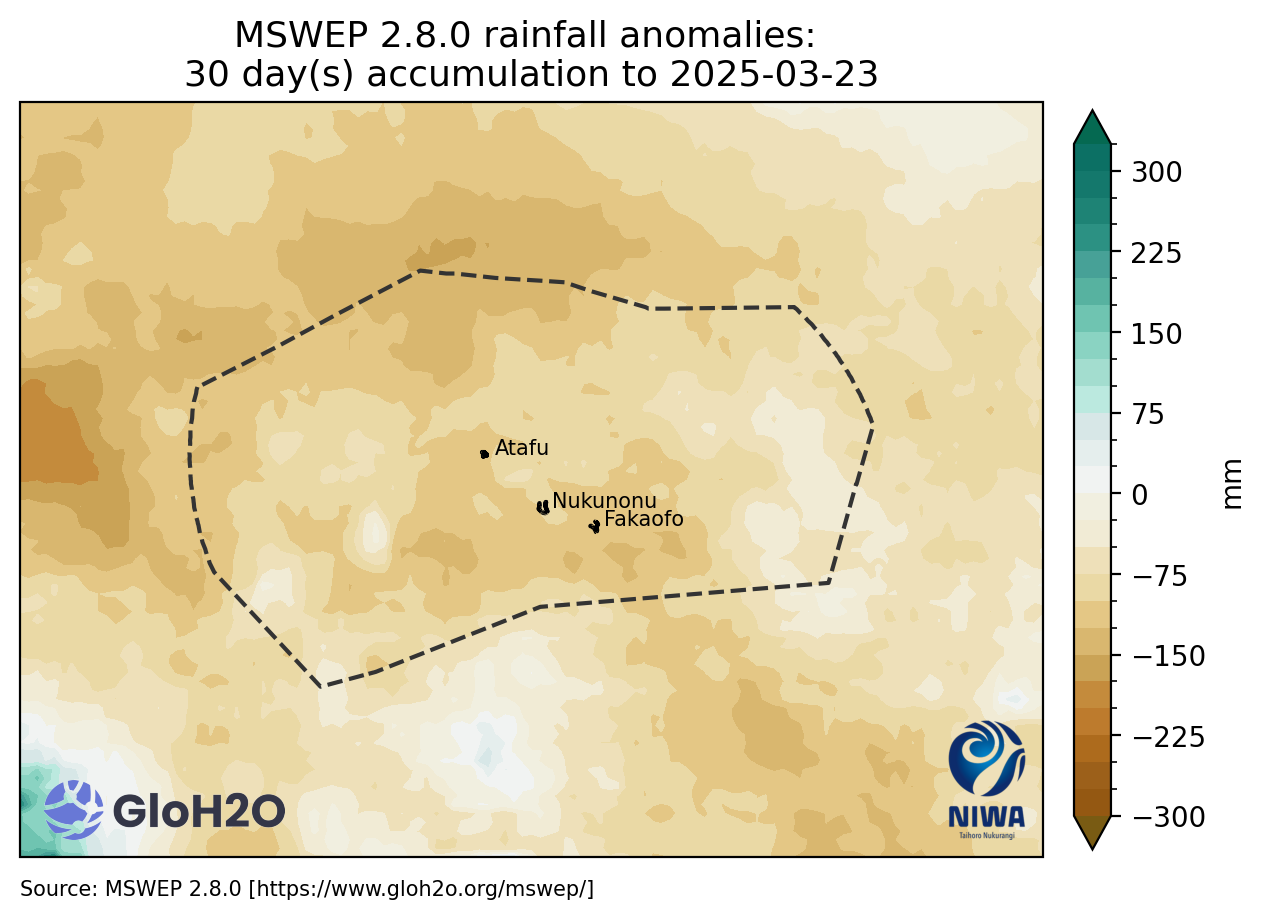 MSWEP 2.8.0 rainfall anomalies:
30 day(s) accumulation to 2025-03-23
300
225
150
75
0
−75
−150
−225
−300
mm
Atafu
Nukunonu
Fakaofo
GloH2O
NIWA
Taihoro Nukurangi
Source: MSWEP 2.8.0 [https://www.gloh2o.org/mswep/]